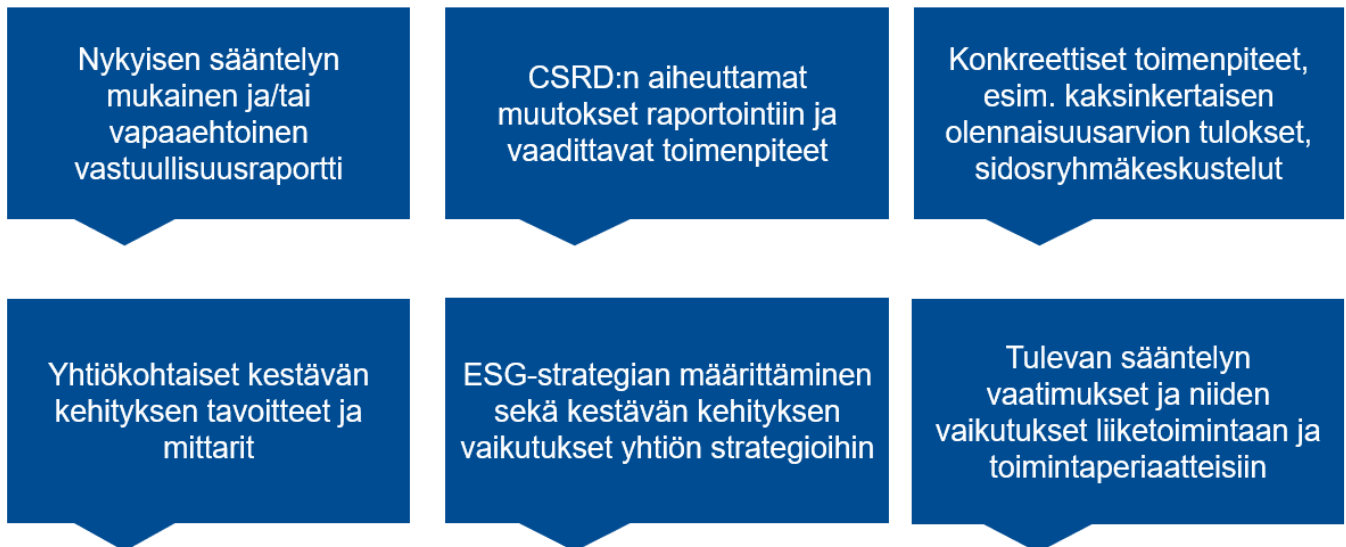 Nykyisen sääntelyn
mukainen ja/tai
vapaaehtoinen
vastuullisuusraportti
CSRD:n aiheuttamat
muutokset raportointiin ja
vaadittavat toimenpiteet
Konkreettiset toimenpiteet,
esim. kaksinkertaisen
olennaisuusarvion tulokset,
sidosryhmäkeskustelut
Yhtiökohtaiset kestävän
kehityksen tavoitteet ja
mittarit
ESG-strategian määrittäminen
sekä kestävän kehityksen
vaikutukset yhtiön strategioihin
Tulevan sääntelyn
vaatimukset ja niiden
vaikutukset liiketoimintaan ja
toimintaperiaatteisiin